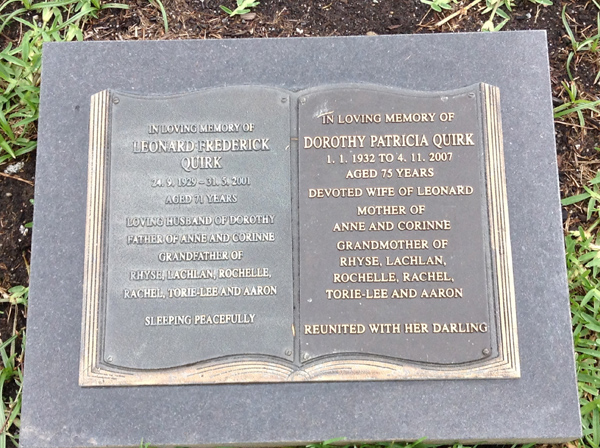 IN LOVING MEMORY OF
LEONARD FREDERICK
QUIRK
24. 9. 1929 – 31. 5. 2001
AGED 71 YEARS
LOVING HUSBAND OF DOROTHY
FATHER OF ANNE AND CORINNE
GRANDFATHER OF
RHYSE, LACHLAN, ROCHELLE,
RACHEL, TORIE-LEE AND AARON
SLEEPING PEACEFULLY
IN LOVING MEMORY OF
DOROTHY PATRICIA QUIRK
1. 1. 1932 TO 4. 11. 2007
AGED 75 YEARS
DEVOTED WIFE OF LEONARD
MOTHER OF
ANNE AND CORINNE
GRANDMOTHER OF
RHYSE, LACHLAN,
ROCHELLE, RACHEL,
TORIE-LEE AND AARON
REUNITED WITH HER DARLING